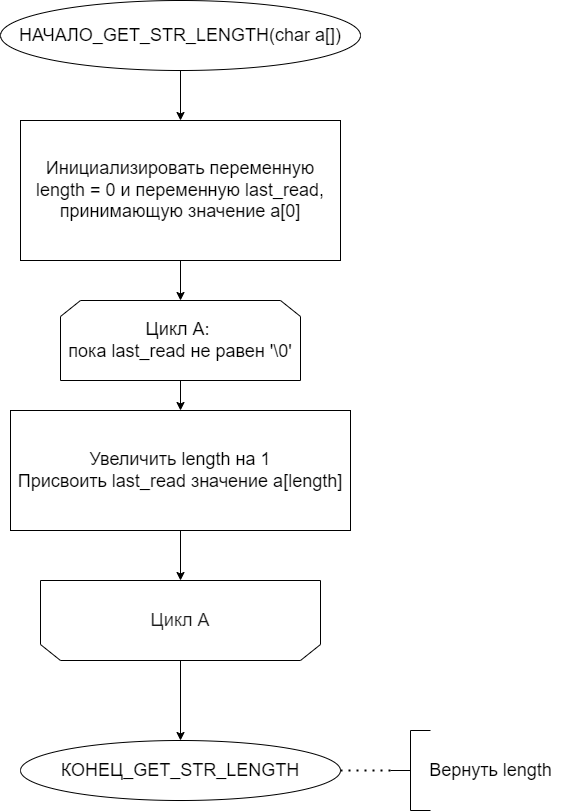 НАЧАЛО_GET_STR_LENGTH(char a[])
Инициализировать переменную
length = 0 и переменную last_read,
принимающую значение a[0]
Цикл А:
пока last_read не равен '\0'
Увеличить length на 1
Присвоить last_read значение a[length]
Цикл А
КОНЕЦ_GET_STR_LENGTH
Вернуть length